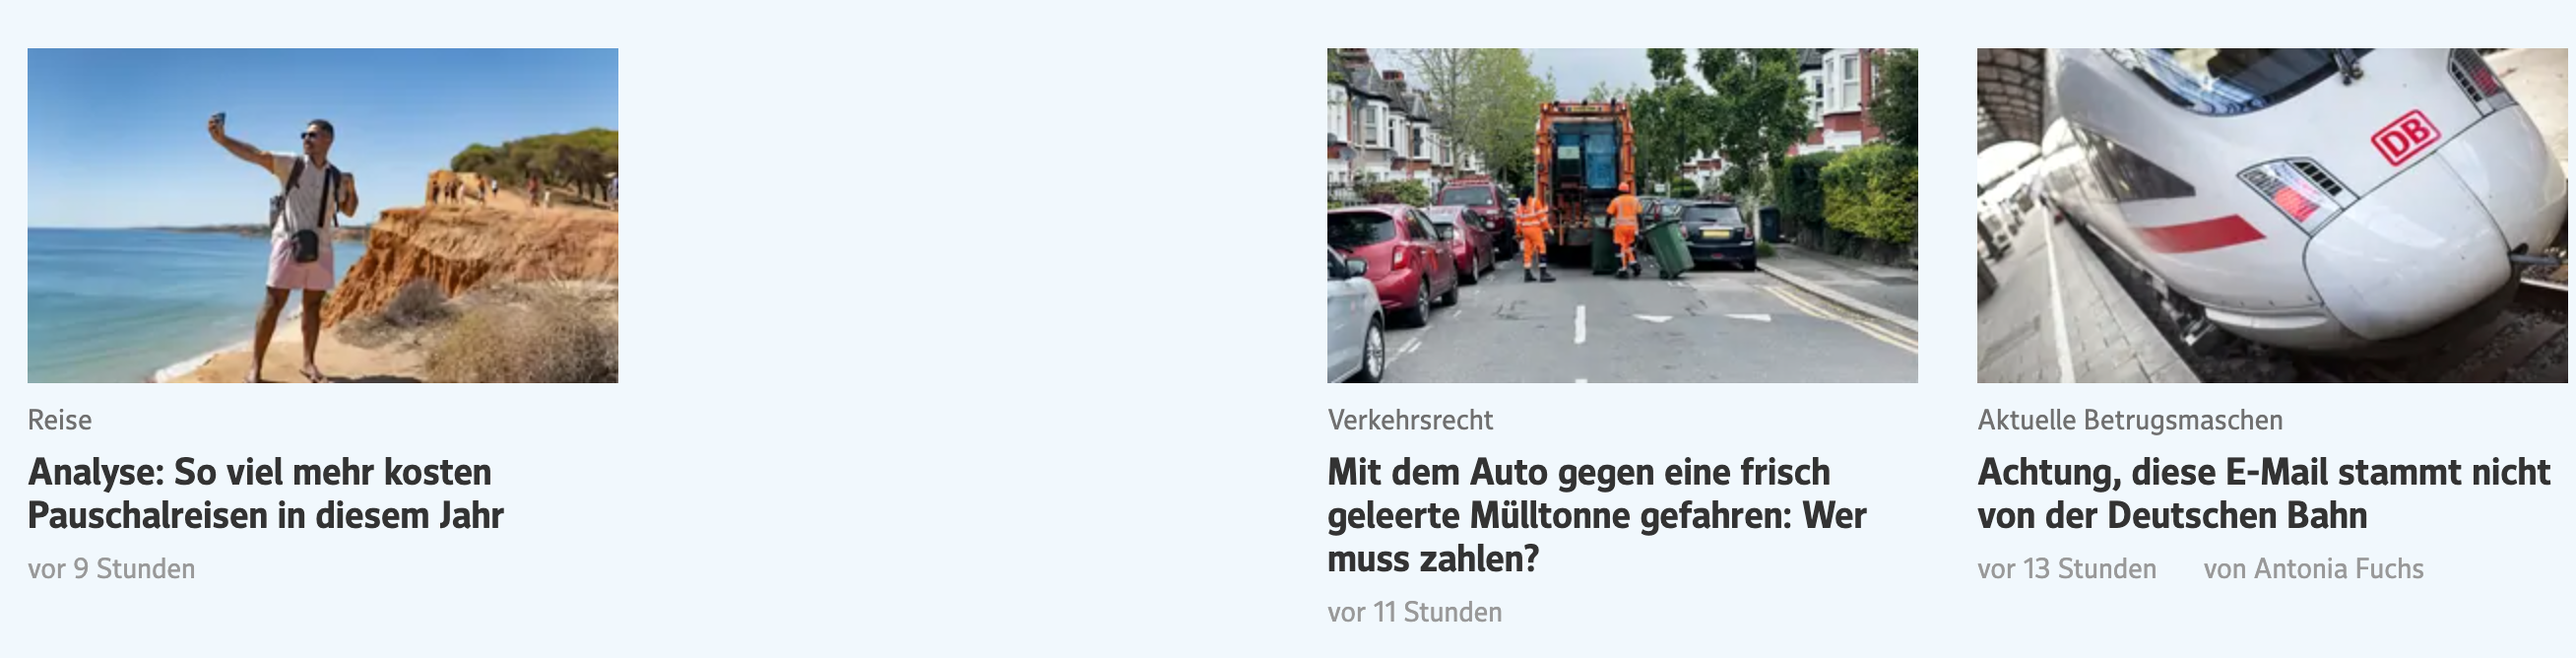 DB
Reise
Analyse: So viel mehr kosten
Pauschalreisen in diesem Jahr
vor 9 Stunden
Verkehrsrecht
Mit dem Auto gegen eine frisch
geleerte Mülltonne gefahren: Wer
muss zahlen?
vor 11 Stunden
Aktuelle Betrugsmaschen
Achtung, diese E-Mail stammt nicht
von der Deutschen Bahn
vor 13 Stunden von Antonia Fuchs